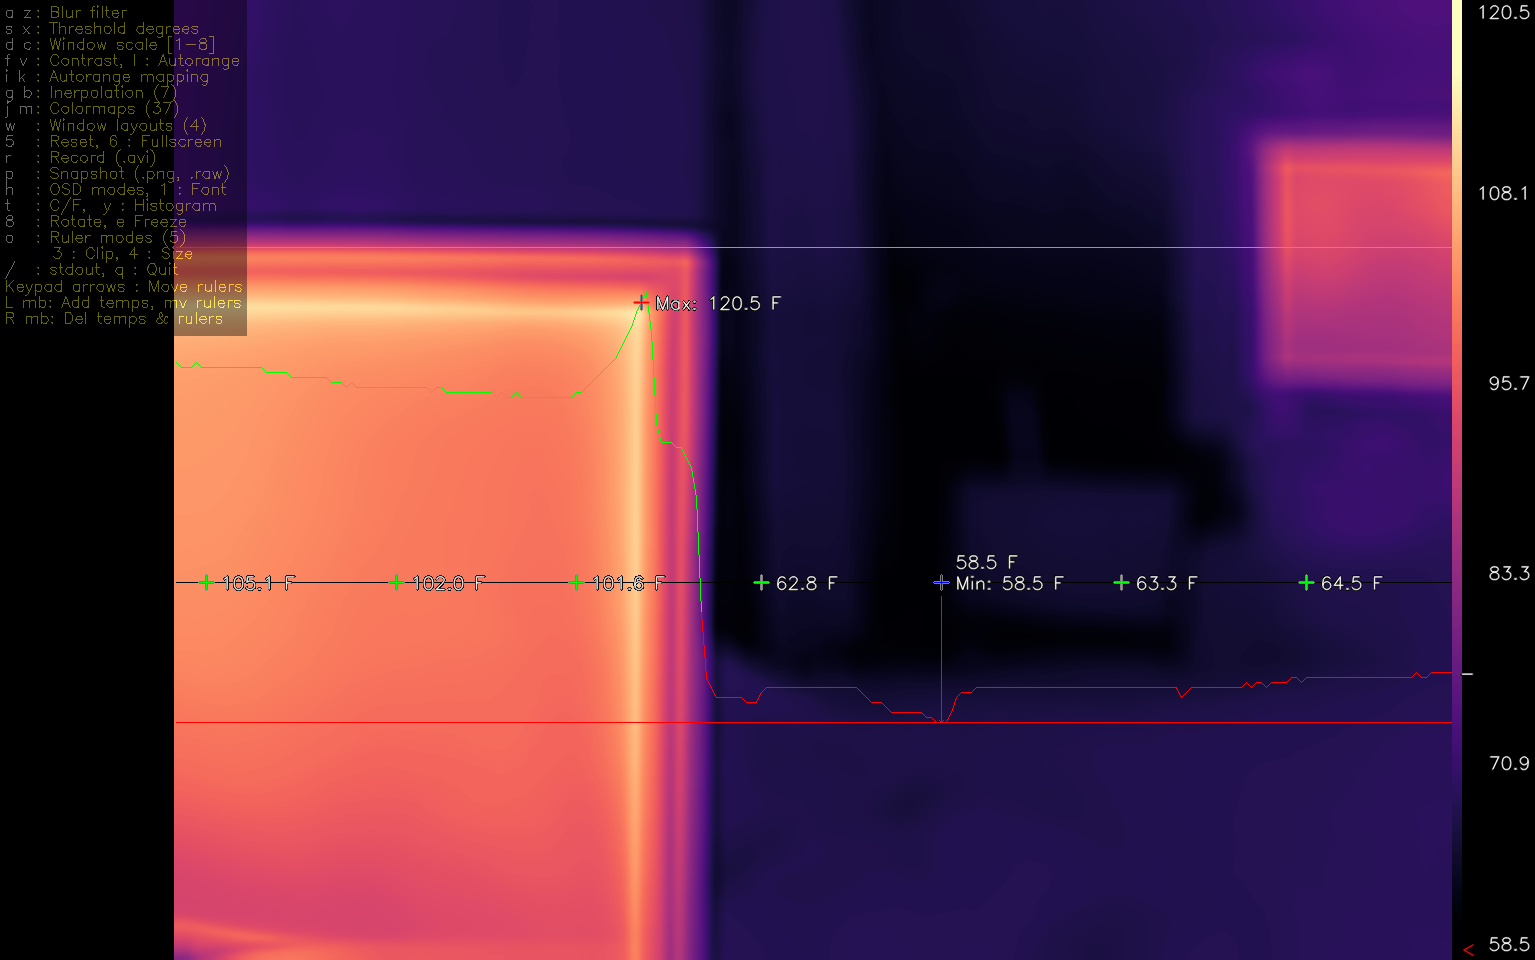 a z: Blur filter
s x: Threshold degrees
d c: Window scale [1-8]
f v: Contrast, l : Autorange
i k : Autorange mapping
g b: Inerpolation (7)
j m: Colormaps (37)
w : Window layouts (4)
5 : Reset, 6 : Fullscreen
r : Record (.avi)
p : Snapshot (.png, .raw)
h : OSD modes, 1 : Font
t : C/F, y : Histogram
8 : Rotate, e Freeze
o : Ruler modes (5)
3 : Clip, 4 : Size
/ : stdout, q : Quit
Keypad arrows : Move rulers
L mb: Add temps, mv rulers
R mb: Del temps & rulers
Max: 120.5 F
105.1 F
102.0 F
101.6 F
62.8 F
58.5 F
Min: 58.5 F
63.3 F
64.5 F
120.5
108.1
95.7
83.3
70.9
58.5
<